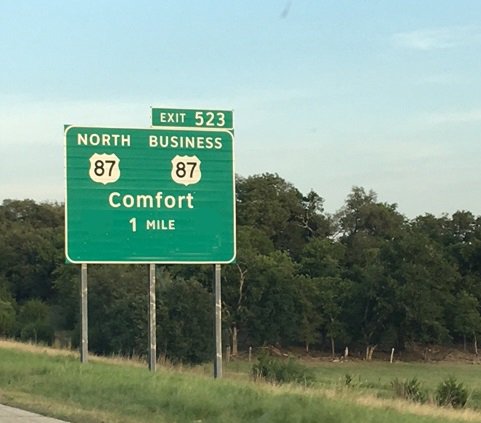 EXIT 523
NORTH BUSINESS
87 87
Comfort
1 MILE